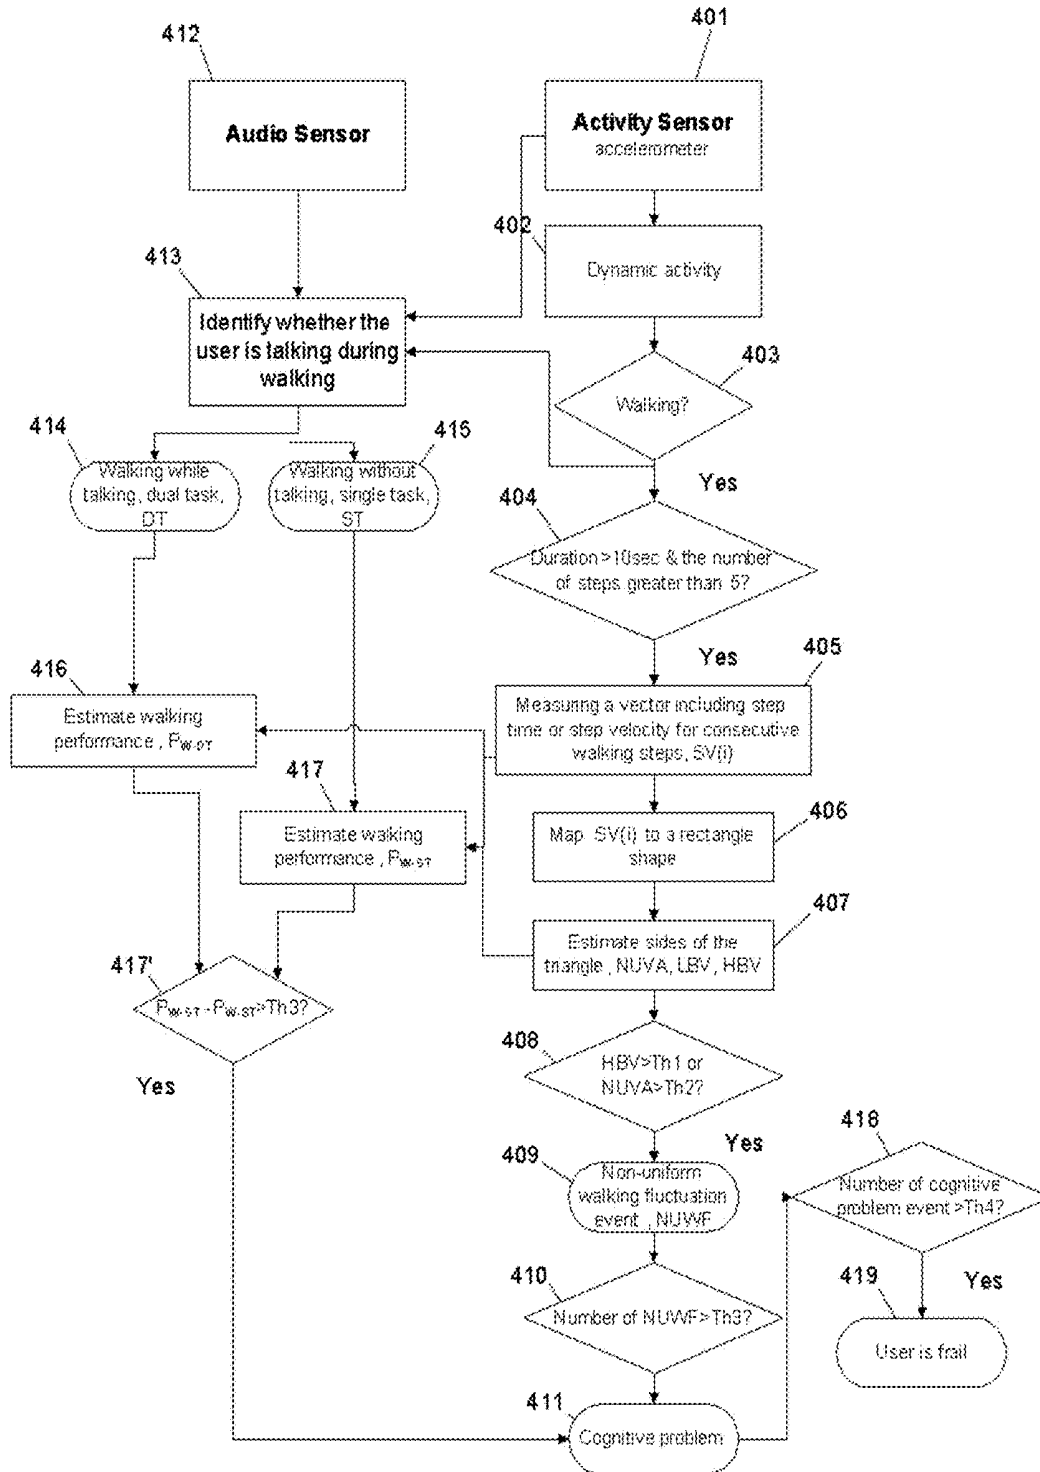 412
401
Audio Sensor
Activity Sensor
accelerometer
402
Dynamic activity
413
Identify whether the
user is talking during
walking
403
Walking?
414
415
Walking while
talking, dual task,
DT
Walking without
talking, single task,
ST
Yes
404
Duration>10sec & the number
of steps greater than 5?
Yes
405
416
Estimate walking
performance , PW-DT
Measuring a vector including step
time or step velocity for consecutive
walking steps, SV(i)
417
Estimate walking
performance , PW-ST
406
Map SV(i) to a rectangle
shape
407
Estimate sides of the
triangle , NUVA, LBV, HBV
417'
PW-ST -PW-ST>Th3?
Yes
408
HBV>Th1 or
NUVA>Th2?
Yes
409
Non-uniform
walking fluctuation
event , NUWF
418
Number of cognitive
problem event >Th4?
410
Number of NUWF>Th3?
Yes
419
User is frail
411
Cognitive problem